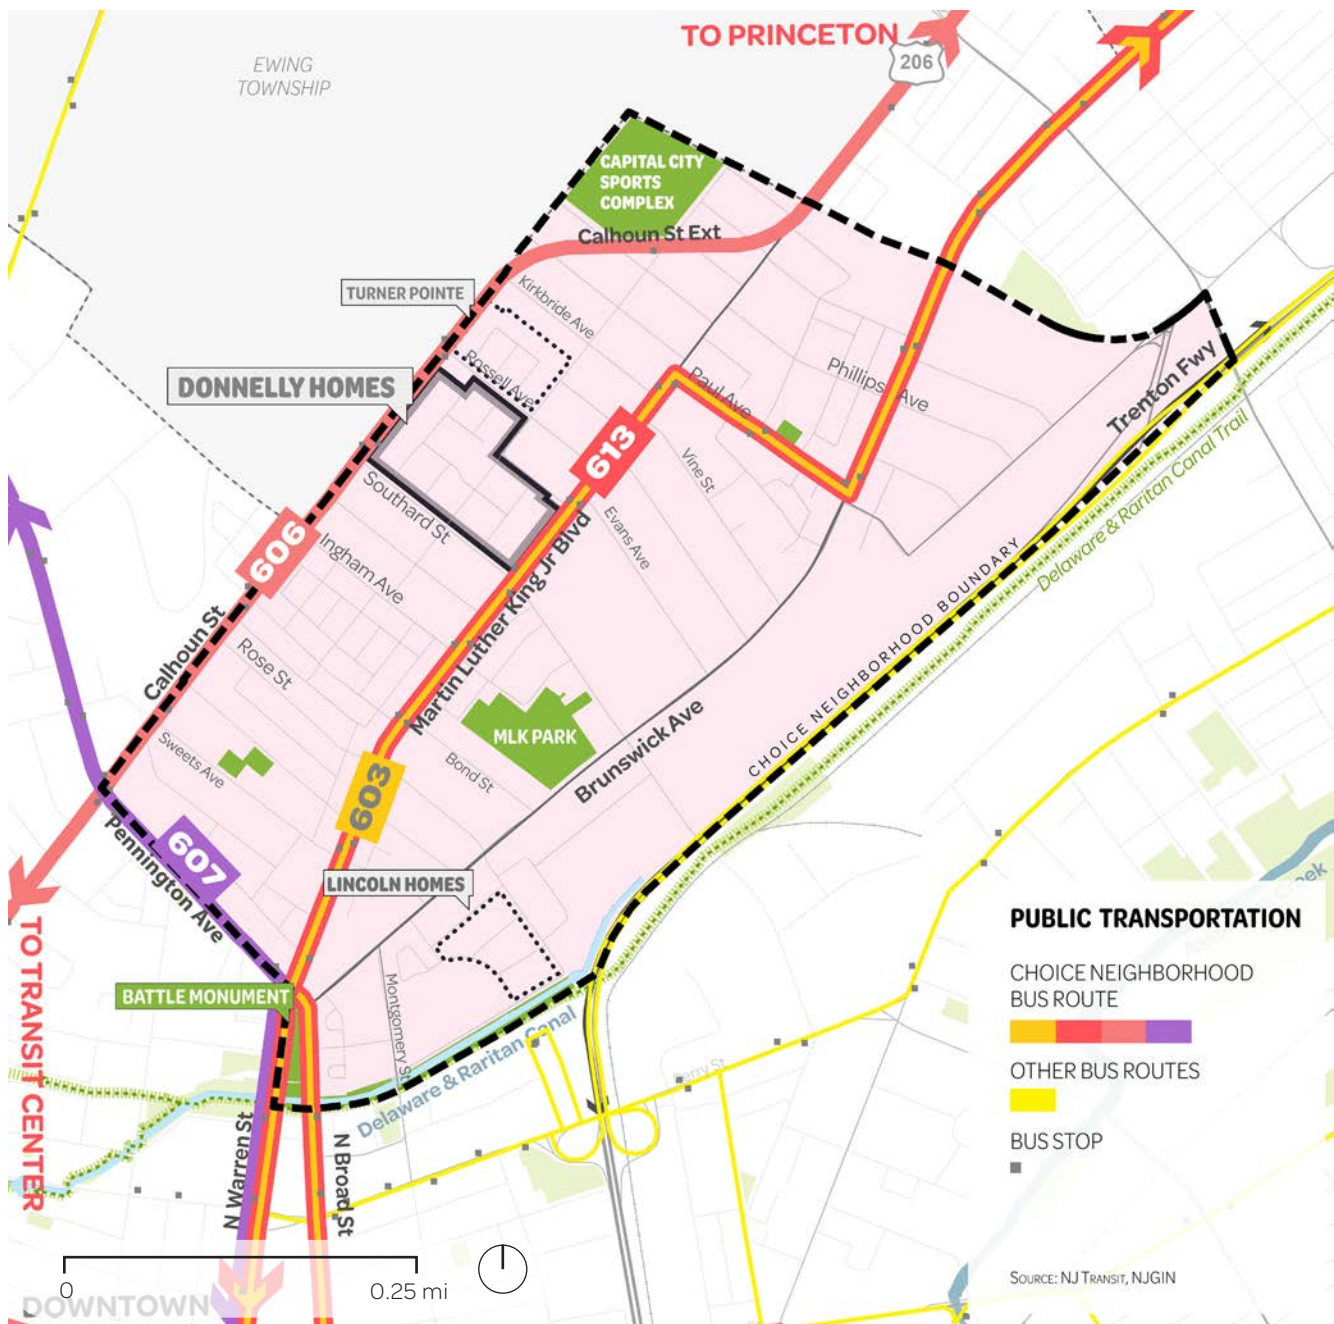 TO PRINCETON
206
EWING
TOWNSHIP
CAPITAL CITY
SPORTS
COMPLEX
Calhoun St Ext
TURNER POINTE
Kirkbride Ave
Rossell Ave
DONNELLY HOMES
Paul Ave
Phillips Ave
Trenton Fwy
613
Vine St
Southard St
Evans Ave
Delaware & Raritan Canal Trail
606
Ingham Ave
Martin Luther King Jr Blvd
CHOICE NEIGHBORHOOD BOUNDARY
Calhoun St
Rose St
MLK PARK
Sweets Ave
Bond St
Brunswick Ave
603
607
Pennington Ave
LINCOLN HOMES
TO TRANSIT CENTER
BATTLE MONUMENT
Montgomery St
Delaware & Raritan Canal
N Warren St
N Broad St
PUBLIC TRANSPORTATION
CHOICE NEIGHBORHOOD
BUS ROUTE
OTHER BUS ROUTES
BUS STOP
SOURCE: NJ TRANSIT, NJGIN
0
0.25 mi
DOWNTOWN